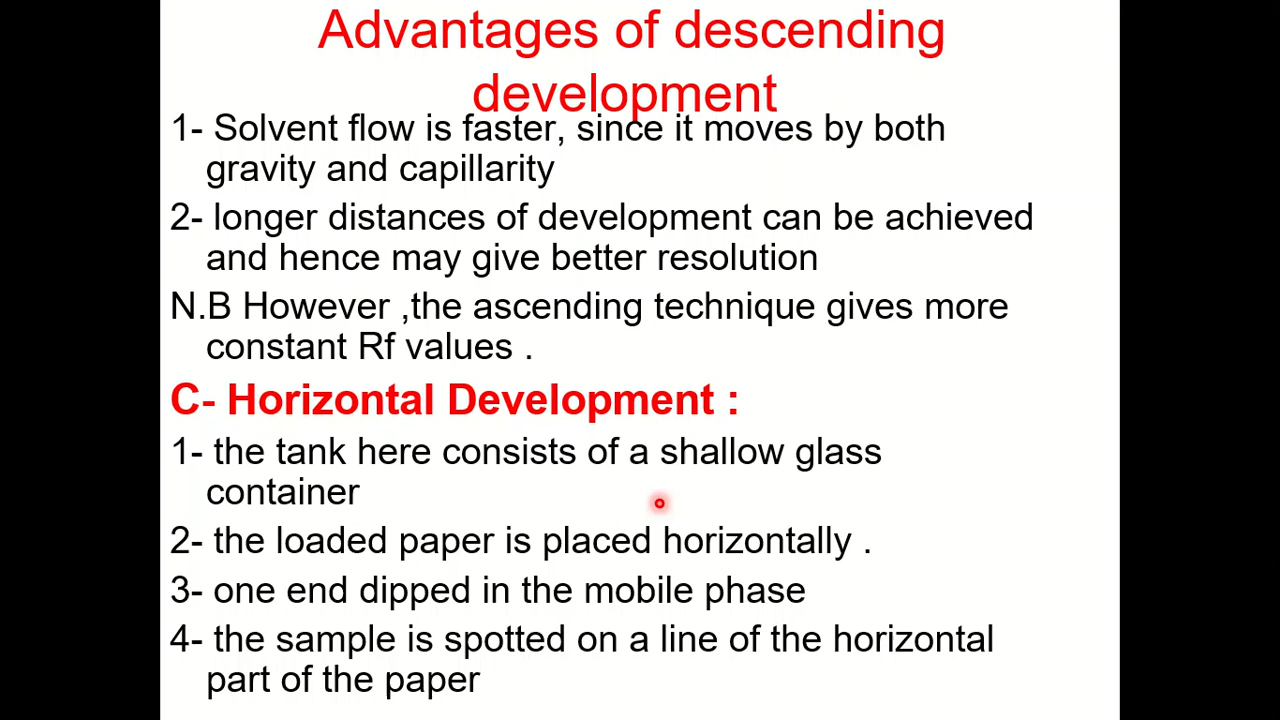 Advantages of descending
development
1- Solvent flow is faster, since it moves by both
gravity and capillarity
2- longer distances of development can be achieved
and hence may give better resolution
N.B However ,the ascending technique gives more
constant Rf values .
C- Horizontal Development :
1- the tank here consists of a shallow glass
container
2- the loaded paper is placed horizontally .
3- one end dipped in the mobile phase
4- the sample is spotted on a line of the horizontal
part of the paper